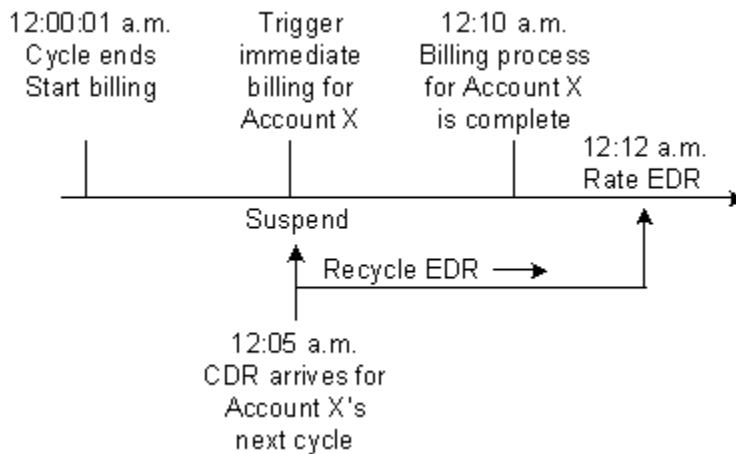 12:00:01 a.m.
Cycle ends
Start billing
Trigger
immediate
billing for
Account X
12:10 a.m.
Billing process
for Account X
is complete
12:12 a.m.
Rate EDR
Suspend
Recycle EDR
12:05 a.m.
CDR arrives for
Account X's
next cycle